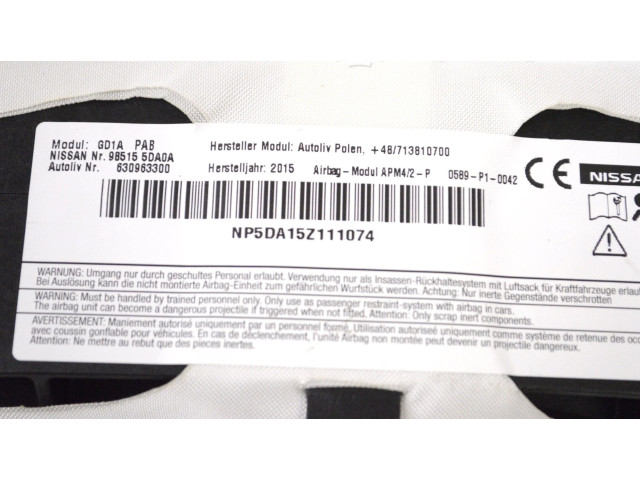 Modul: GD1A PAB
NISSAN Nr. 98515 5DA0A
Autoliv Nr. 630963300
Hersteller Modul: Autoliv Polen, +48/713810700
Herstelljahr: 2015 Airbag-Modul APM4/2-P 0589-P1-0042
CE NISSA
NP5DA15Z111074
WARNUNG: Umgang nur durch geschultes Personal erlaubt. Verwendung nur als Insassen-Rückhaltesystem mit Luftsack für Kraftfahrzeuge erlau
Bei Auslösung kann die nicht montierte Airbag-Einheit zum gefährlichen Wurfstück werden. Achtung: Nur inerte Gegenstände verschrotten
WARNING: Must be handled by trained personnel only. Only use as passenger restraint-system with airbag in cars.
The airbag unit can become a dangerous projectile if triggered when not fitted. Attention: Only scrap inert components.
AVERTISSEMENT: Maniement autorisé uniquement par un personnel formé, Utilisation autorisée uniquement comme système de retenue des occ
avec coussin gonflable pour véhicules. En cas de déclenchement, l'unité Airbag non montée peut devenir un projectile dangereux.
Attention: Ne mettre au rebut que des pieces inertes.